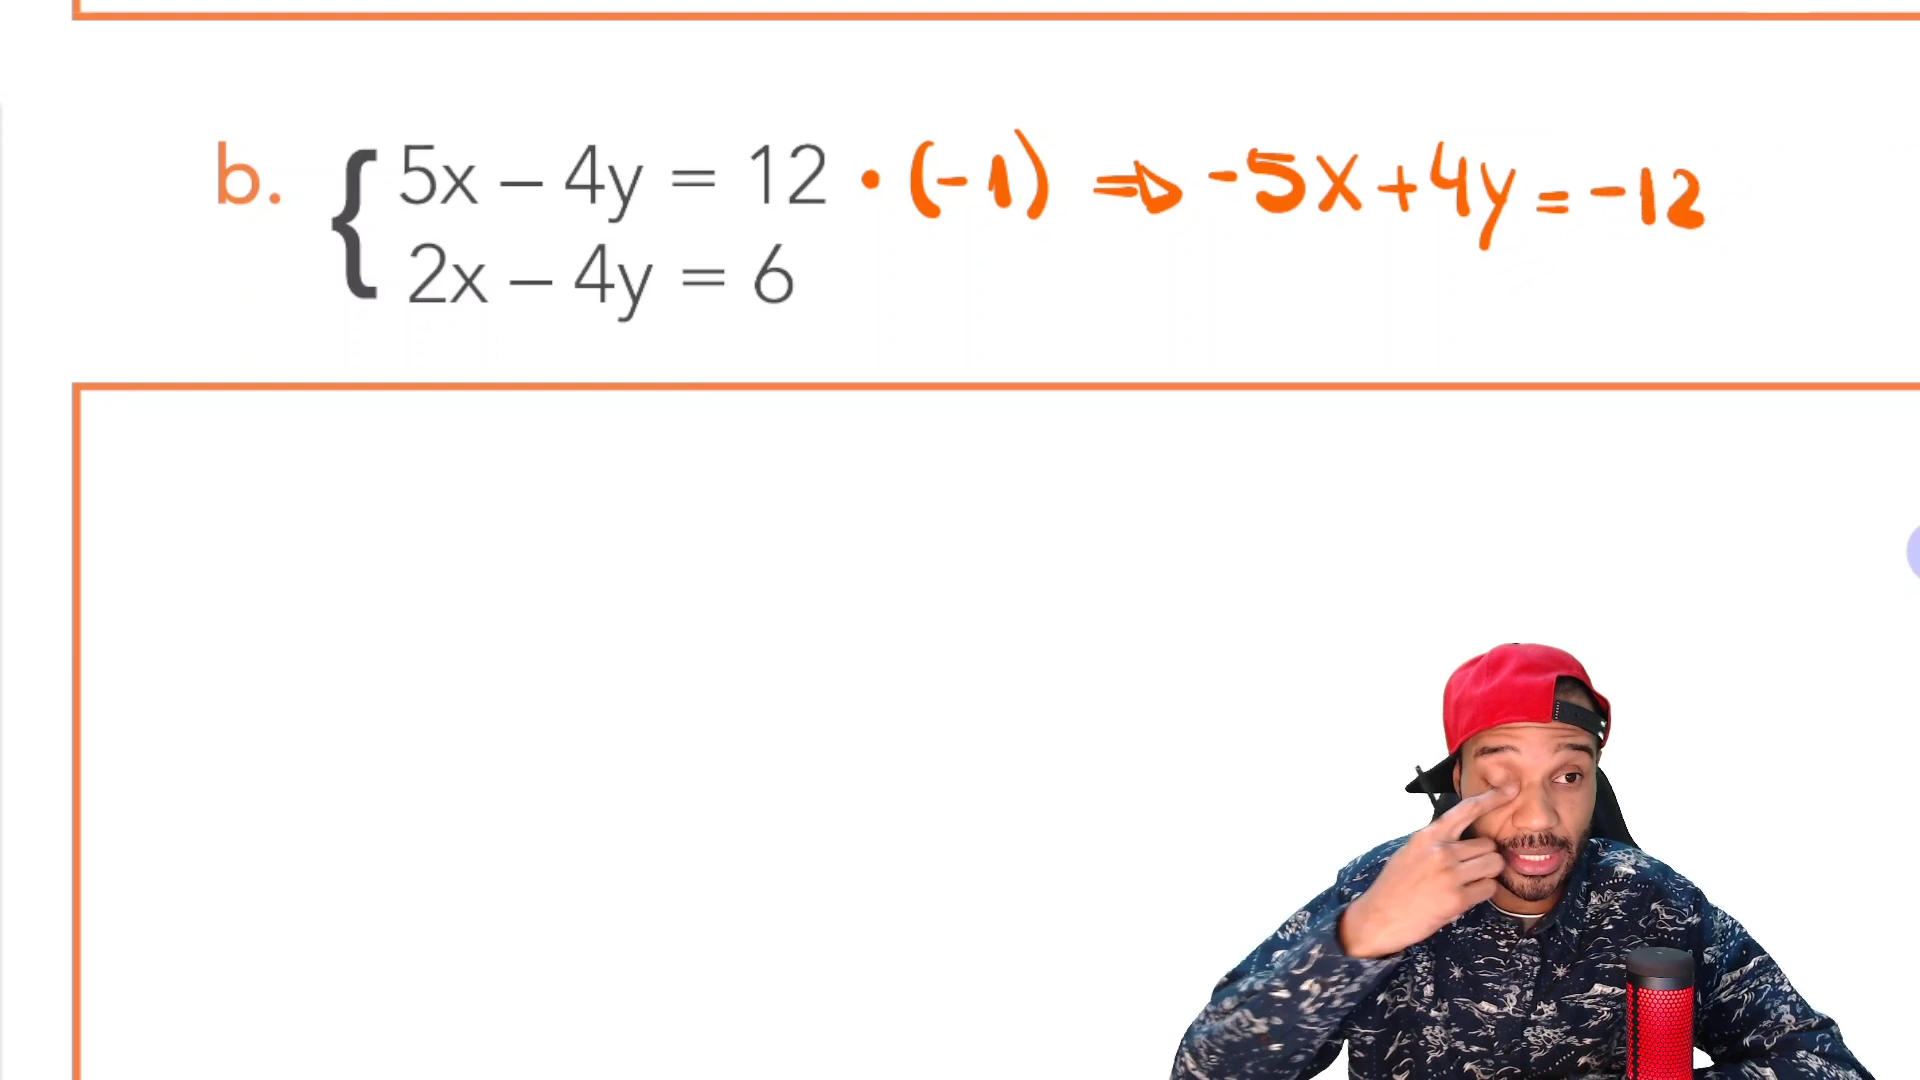 b. { 5x – 4y = 12 • (-1) ⇒ -5x+4y = -12
2x – 4y = 6